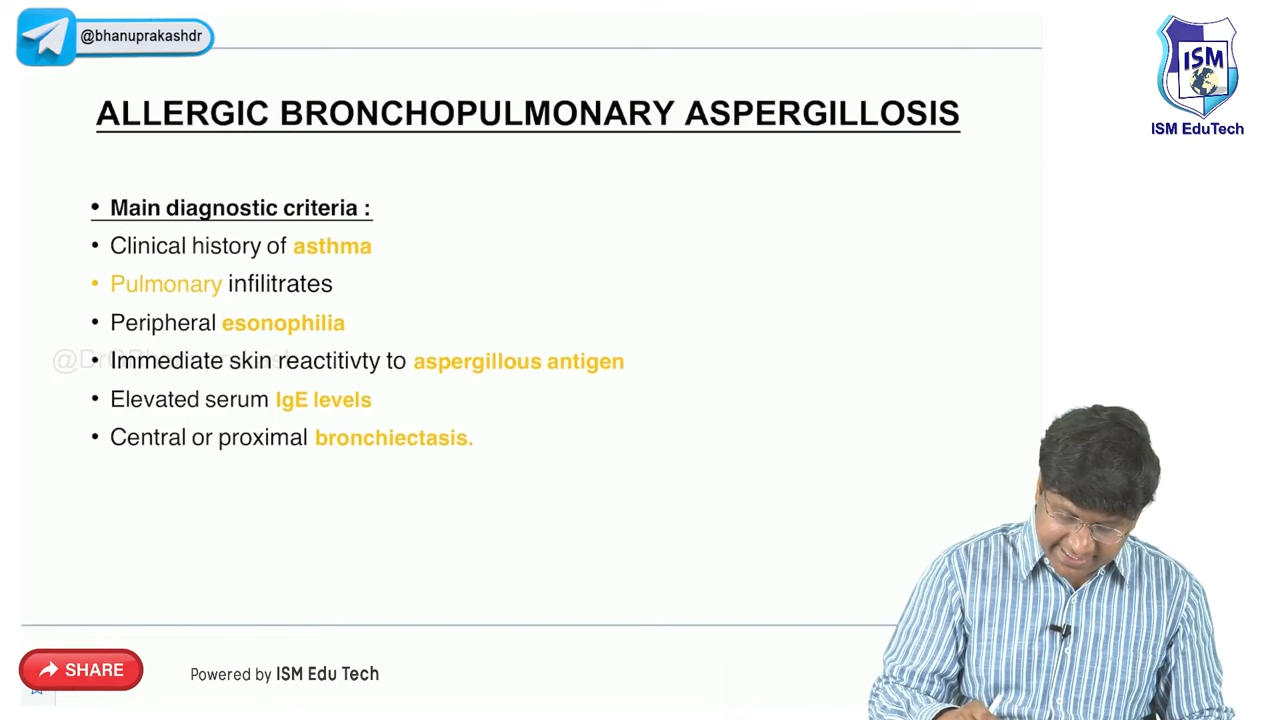 @bhanuprakashdr
ISM
ISM EduTech
ALLERGIC BRONCHOPULMONARY ASPERGILLOSIS
• Main diagnostic criteria :
• Clinical history of asthma
• Pulmonary infilitrates
• Peripheral esonophilia
• Immediate skin reactitivty to aspergillous antigen
• Elevated serum IgE levels
• Central or proximal bronchiectasis.
SHARE
Powered by ISM Edu Tech